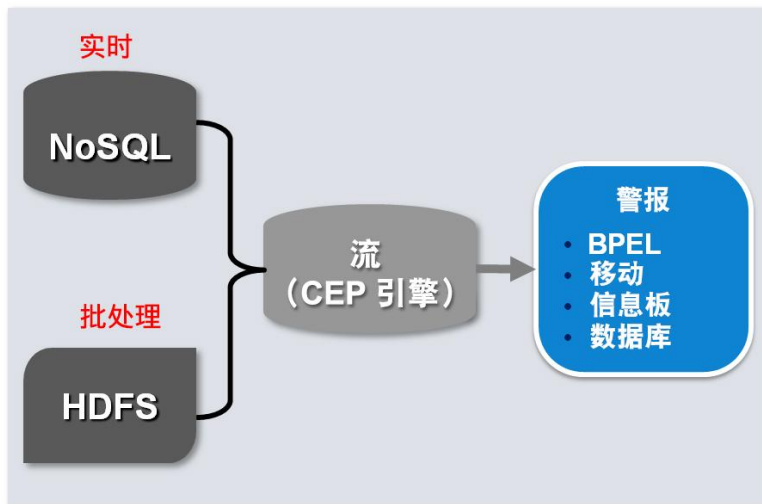 实时
NoSQL
批处理
HDFS
流
（CEP 引擎）
警报
• BPEL
• 移动
• 信息板
• 数据库